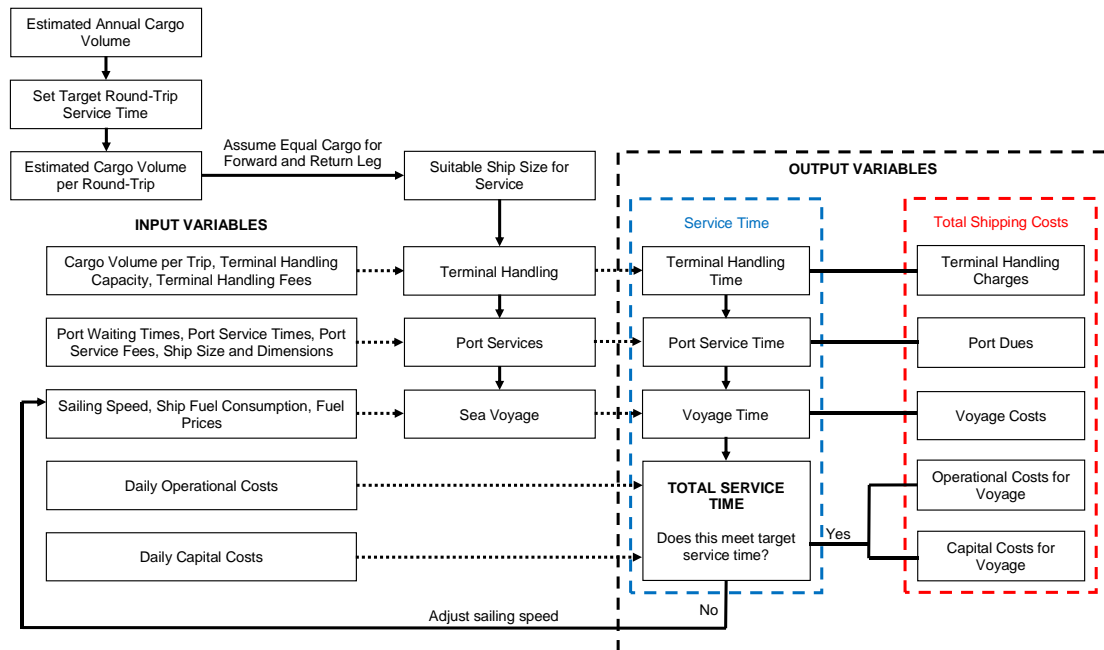 Estimated Annual Cargo
Volume
Set Target Round-Trip
Service Time
Estimated Cargo Volume
per Round-Trip
Assume Equal Cargo for
Forward and Return Leg
Suitable Ship Size for
Service
OUTPUT VARIABLES
INPUT VARIABLES
Service Time
Total Shipping Costs
Cargo Volume per Trip, Terminal Handling
Capacity, Terminal Handling Fees
Terminal Handling
Terminal Handling
Time
Terminal Handling
Charges
Port Waiting Times, Port Service Times, Port
Service Fees, Ship Size and Dimensions
Port Services
Port Service Time
Port Dues
Sailing Speed, Ship Fuel Consumption, Fuel
Prices
Sea Voyage
Voyage Time
Voyage Costs
Daily Operational Costs
TOTAL SERVICE
TIME
Does this meet target
service time?
Yes
Operational Costs for
Voyage
Daily Capital Costs
Capital Costs for
Voyage
No
Adjust sailing speed